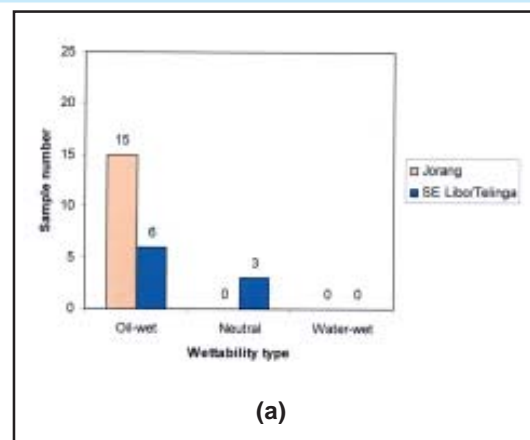 25
20
15
10
5
0
Sample number
15
6
0
3
0
0
Oil-wet
Neutral
Water-wet
Wettability type
Jorang
SE Libo/Telinga
(a)